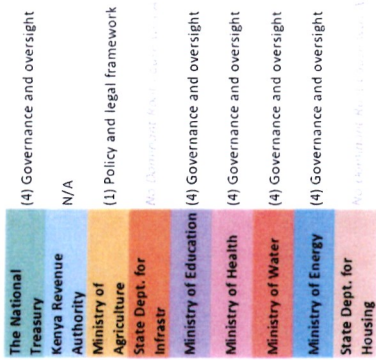 The National
Treasury
(4) Governance and oversight
Kenya Revenue
Authority
N/A
Ministry of
Agriculture
(1) Policy and legal framework
State Dept. for
Infrastr
Ministry of Education
(4) Governance and oversight
Ministry of Health
(4) Governance and oversight
Ministry of Water
(4) Governance and oversight
Ministry of Energy
(4) Governance and oversight
State Dept. for
Housing